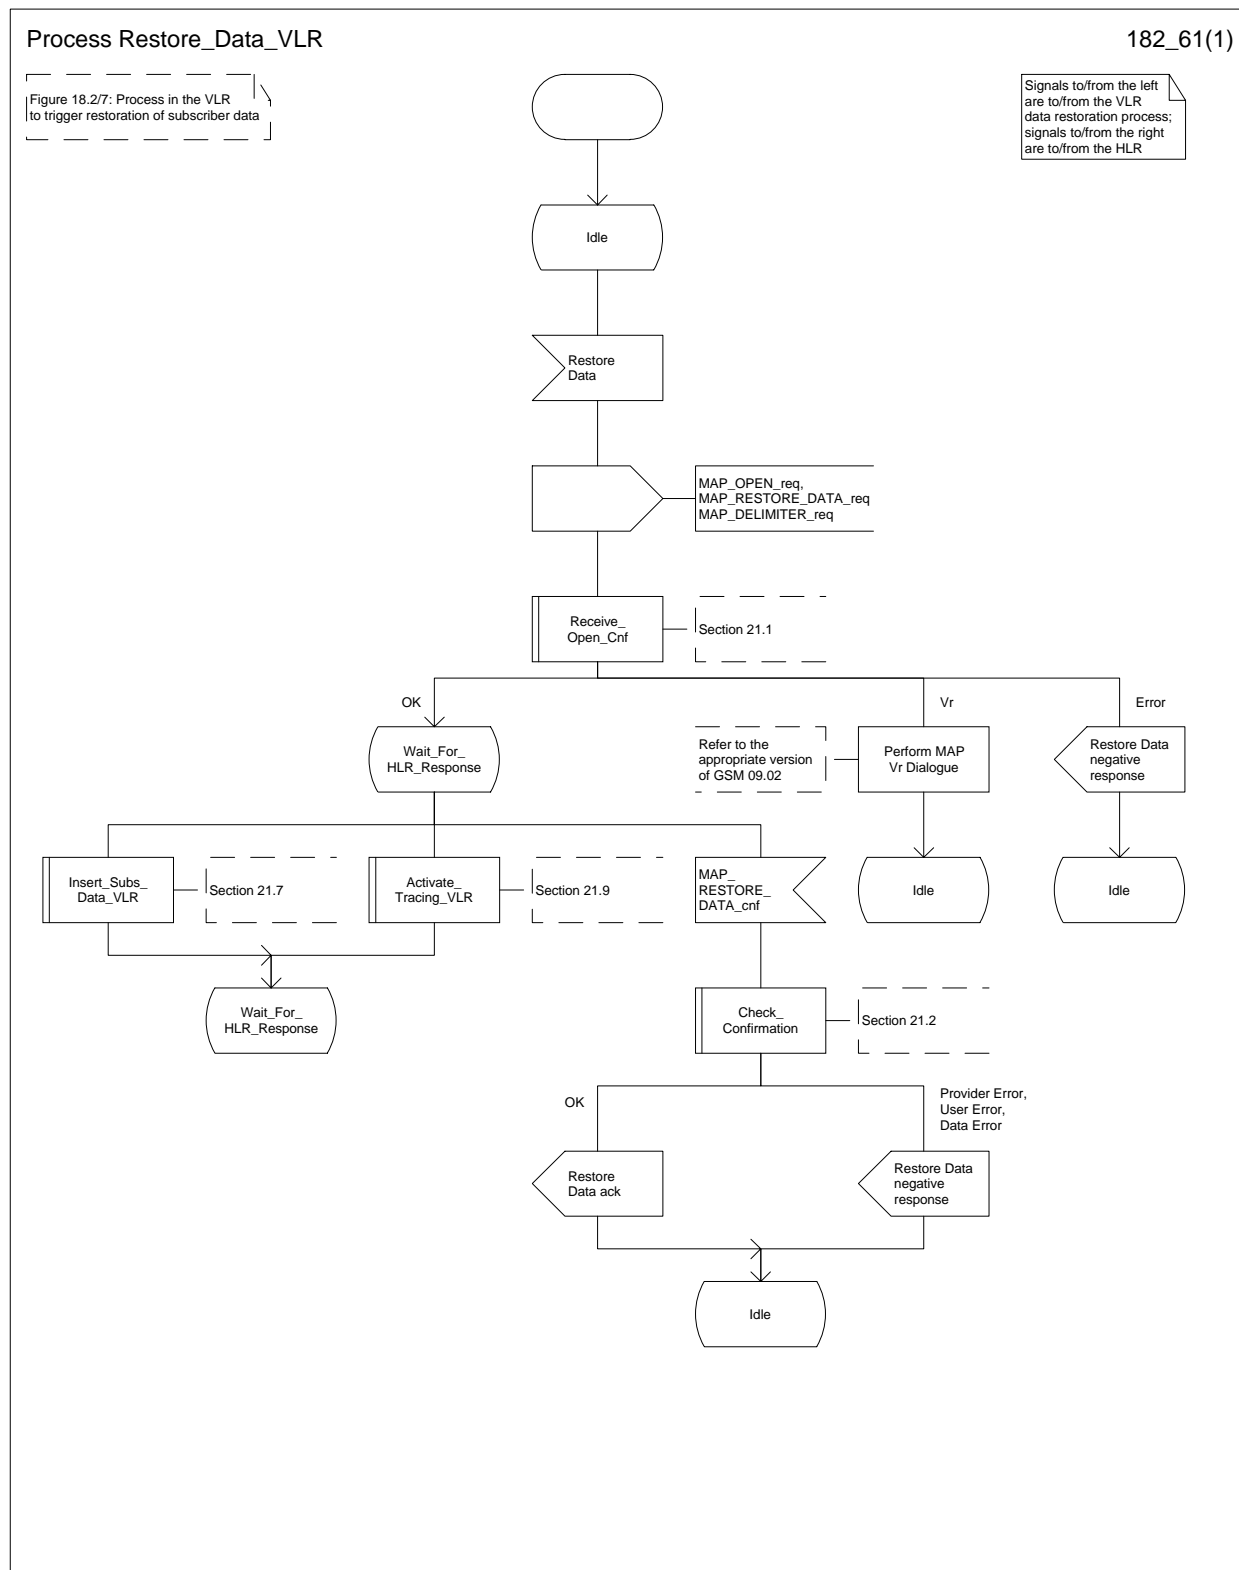 Process Restore_Data_VLR
182_61(1)
Figure 18.2/7: Process in the VLR
to trigger restoration of subscriber data
Signals to/from the left
are to/from the VLR
data restoration process;
signals to/from the right
are to/from the HLR
Idle
Restore
Data
MAP_OPEN_req,
MAP_RESTORE_DATA_req
MAP_DELIMITER_req
Receive_
Open_Cnf
Section 21.1
OK
Vr
Error
Wait_For_
HLR_Response
Refer to the
appropriate version
of GSM 09.02
Perform MAP
Vr Dialogue
Restore Data
negative
response
Insert_Subs_
Data_VLR
Section 21.7
Activate_
Tracing_VLR
Section 21.9
MAP_
RESTORE_
DATA_cnf
Idle
Idle
Wait_For_
HLR_Response
Check_
Confirmation
Section 21.2
OK
Provider Error,
User Error,
Data Error
Restore
Data ack
Restore Data
negative
response
Idle